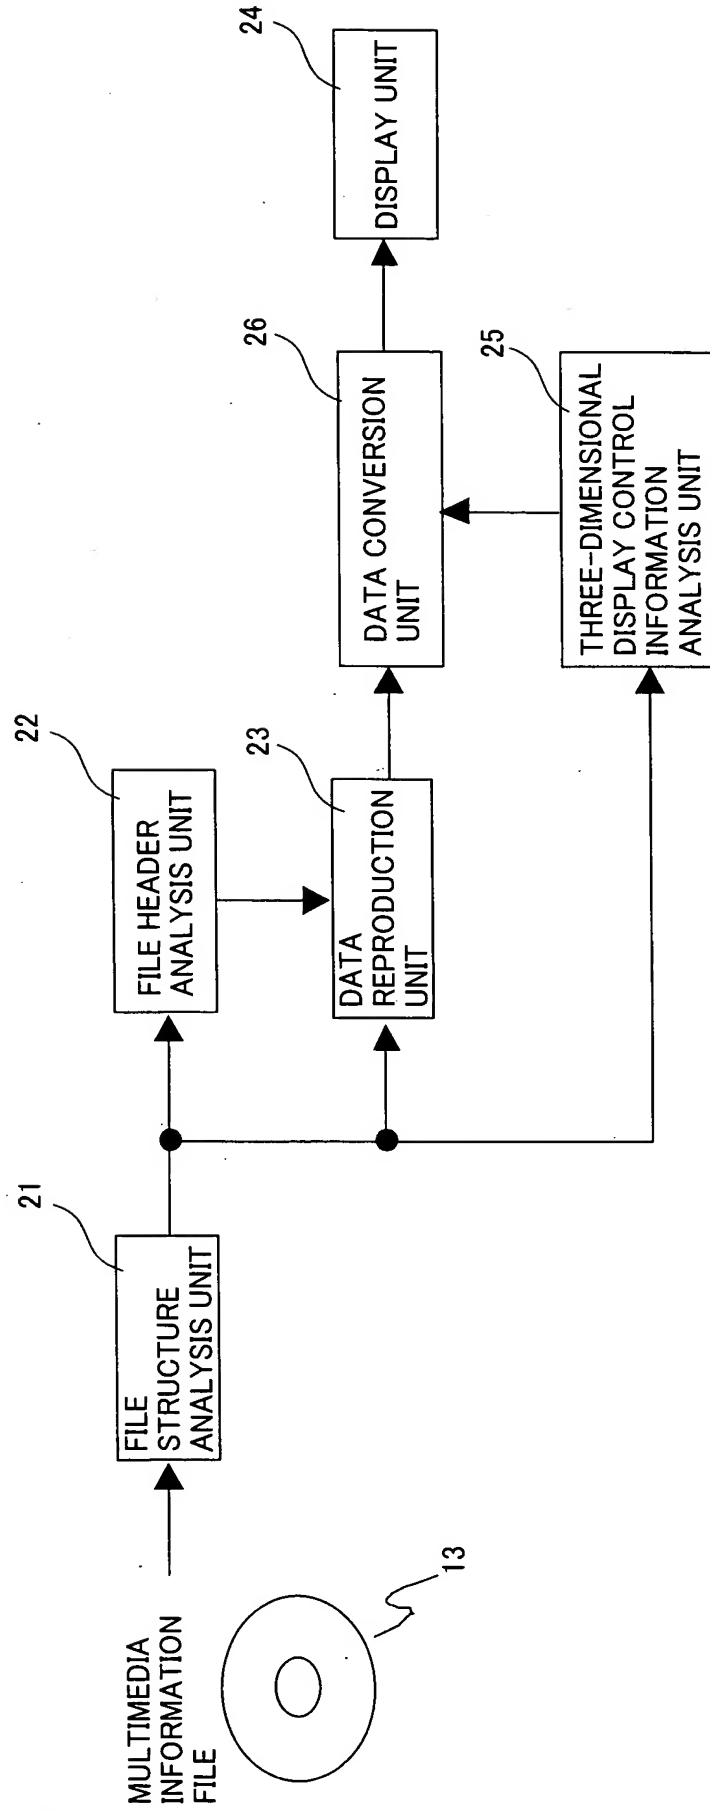 MULTIMEDIA
INFORMATION
FILE
13
21
FILE
STRUCTURE
ANALYSIS UNIT
22
FILE HEADER
ANALYSIS UNIT
23
DATA
REPRODUCTION
UNIT
26
DATA CONVERSION
UNIT
24
DISPLAY UNIT
25
THREE-DIMENSIONAL
DISPLAY CONTROL
INFORMATION
ANALYSIS UNIT